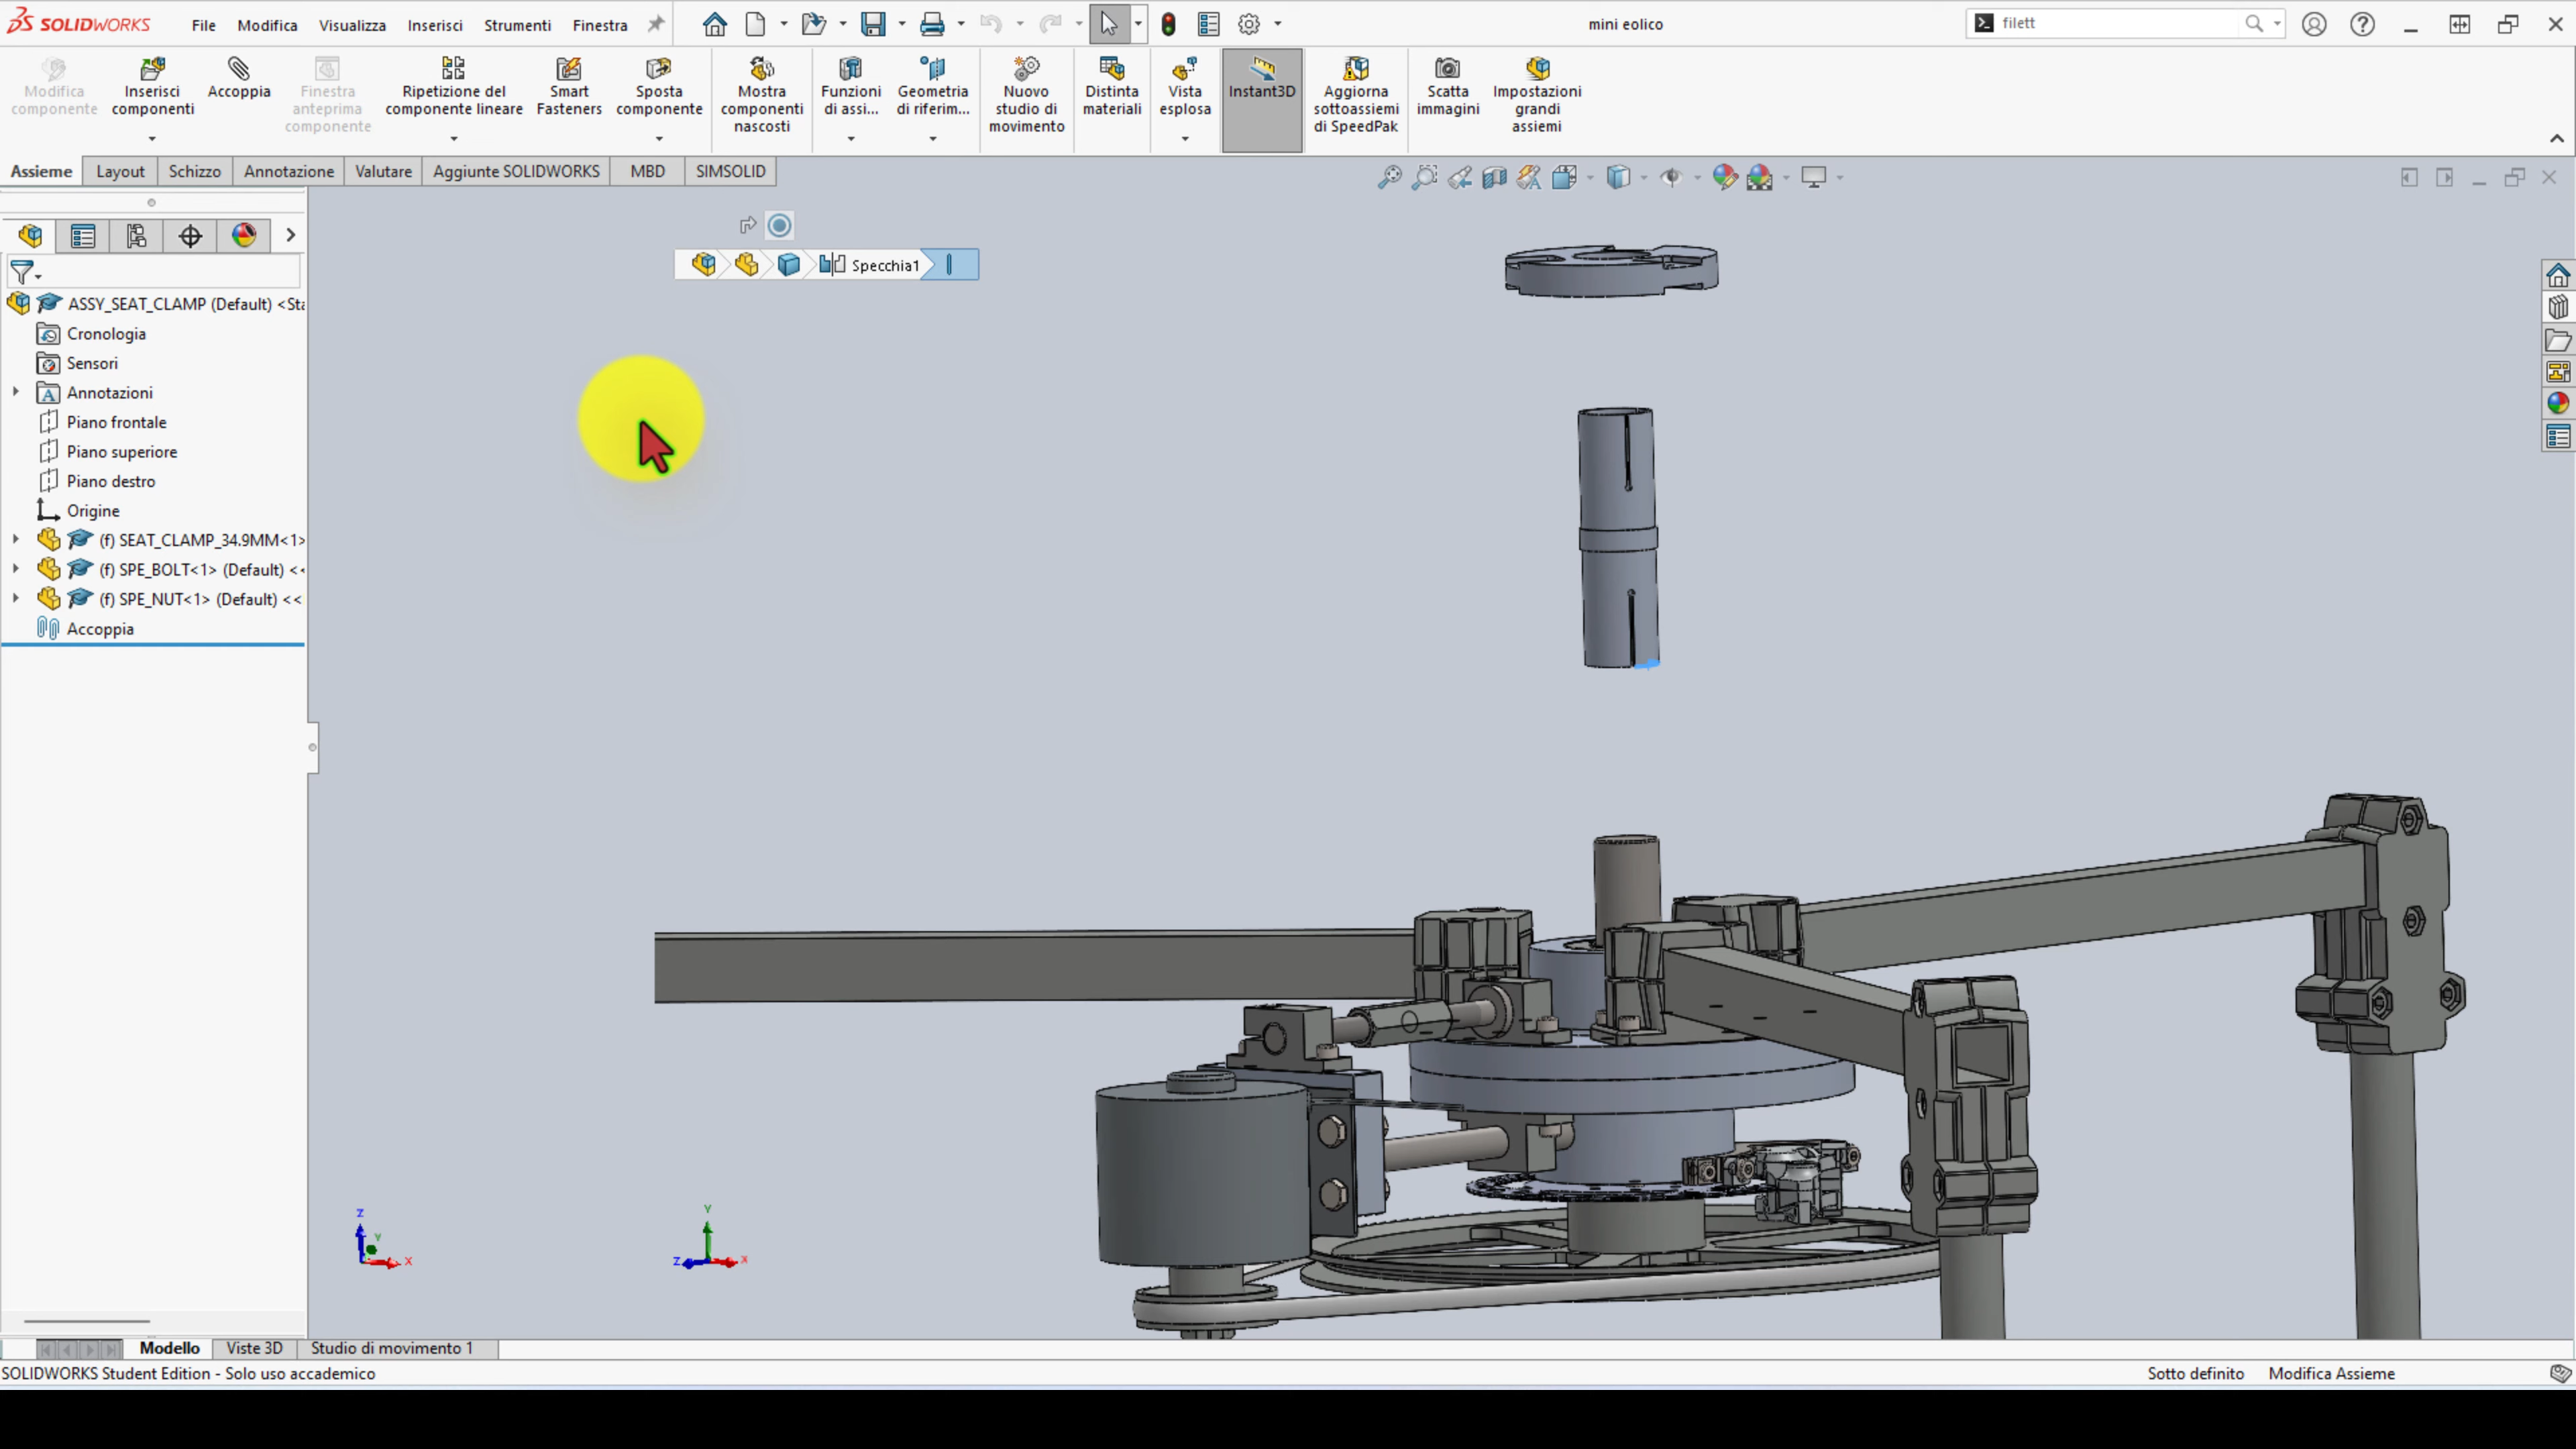 SOLIDWORKS File Modifica Visualizza Inserisci Strumenti Finestra mini eolico filett
Modifica componente
Inserisci componenti
Accoppia
Finestra anteprima componente
Ripetizione del componente lineare
Smart Fasteners
Sposta componente
Mostra componenti nascosti
Funzioni di assi...
Geometria di riferim...
Nuovo studio di movimento
Distinta materiali
Vista esplosa
Instant3D
Aggiorna sottoassiemi di SpeedPak
Scatta immagini
Impostazioni grandi assiemi
Assieme Layout Schizzo Annotazione Valutare Aggiunte SOLIDWORKS MBD SIMSOLID
Specchia1
ASSY_SEAT_CLAMP (Default) <Sta
Cronologia
Sensori
Annotazioni
Piano frontale
Piano superiore
Piano destro
Origine
(f) SEAT_CLAMP_34.9MM<1>
(f) SPE_BOLT<1> (Default) <<
(f) SPE_NUT<1> (Default) <<
Accoppia
Z Y X
Y Z X
Modello Viste 3D Studio di movimento 1
SOLIDWORKS Student Edition - Solo uso accademico Sotto definito Modifica Assieme